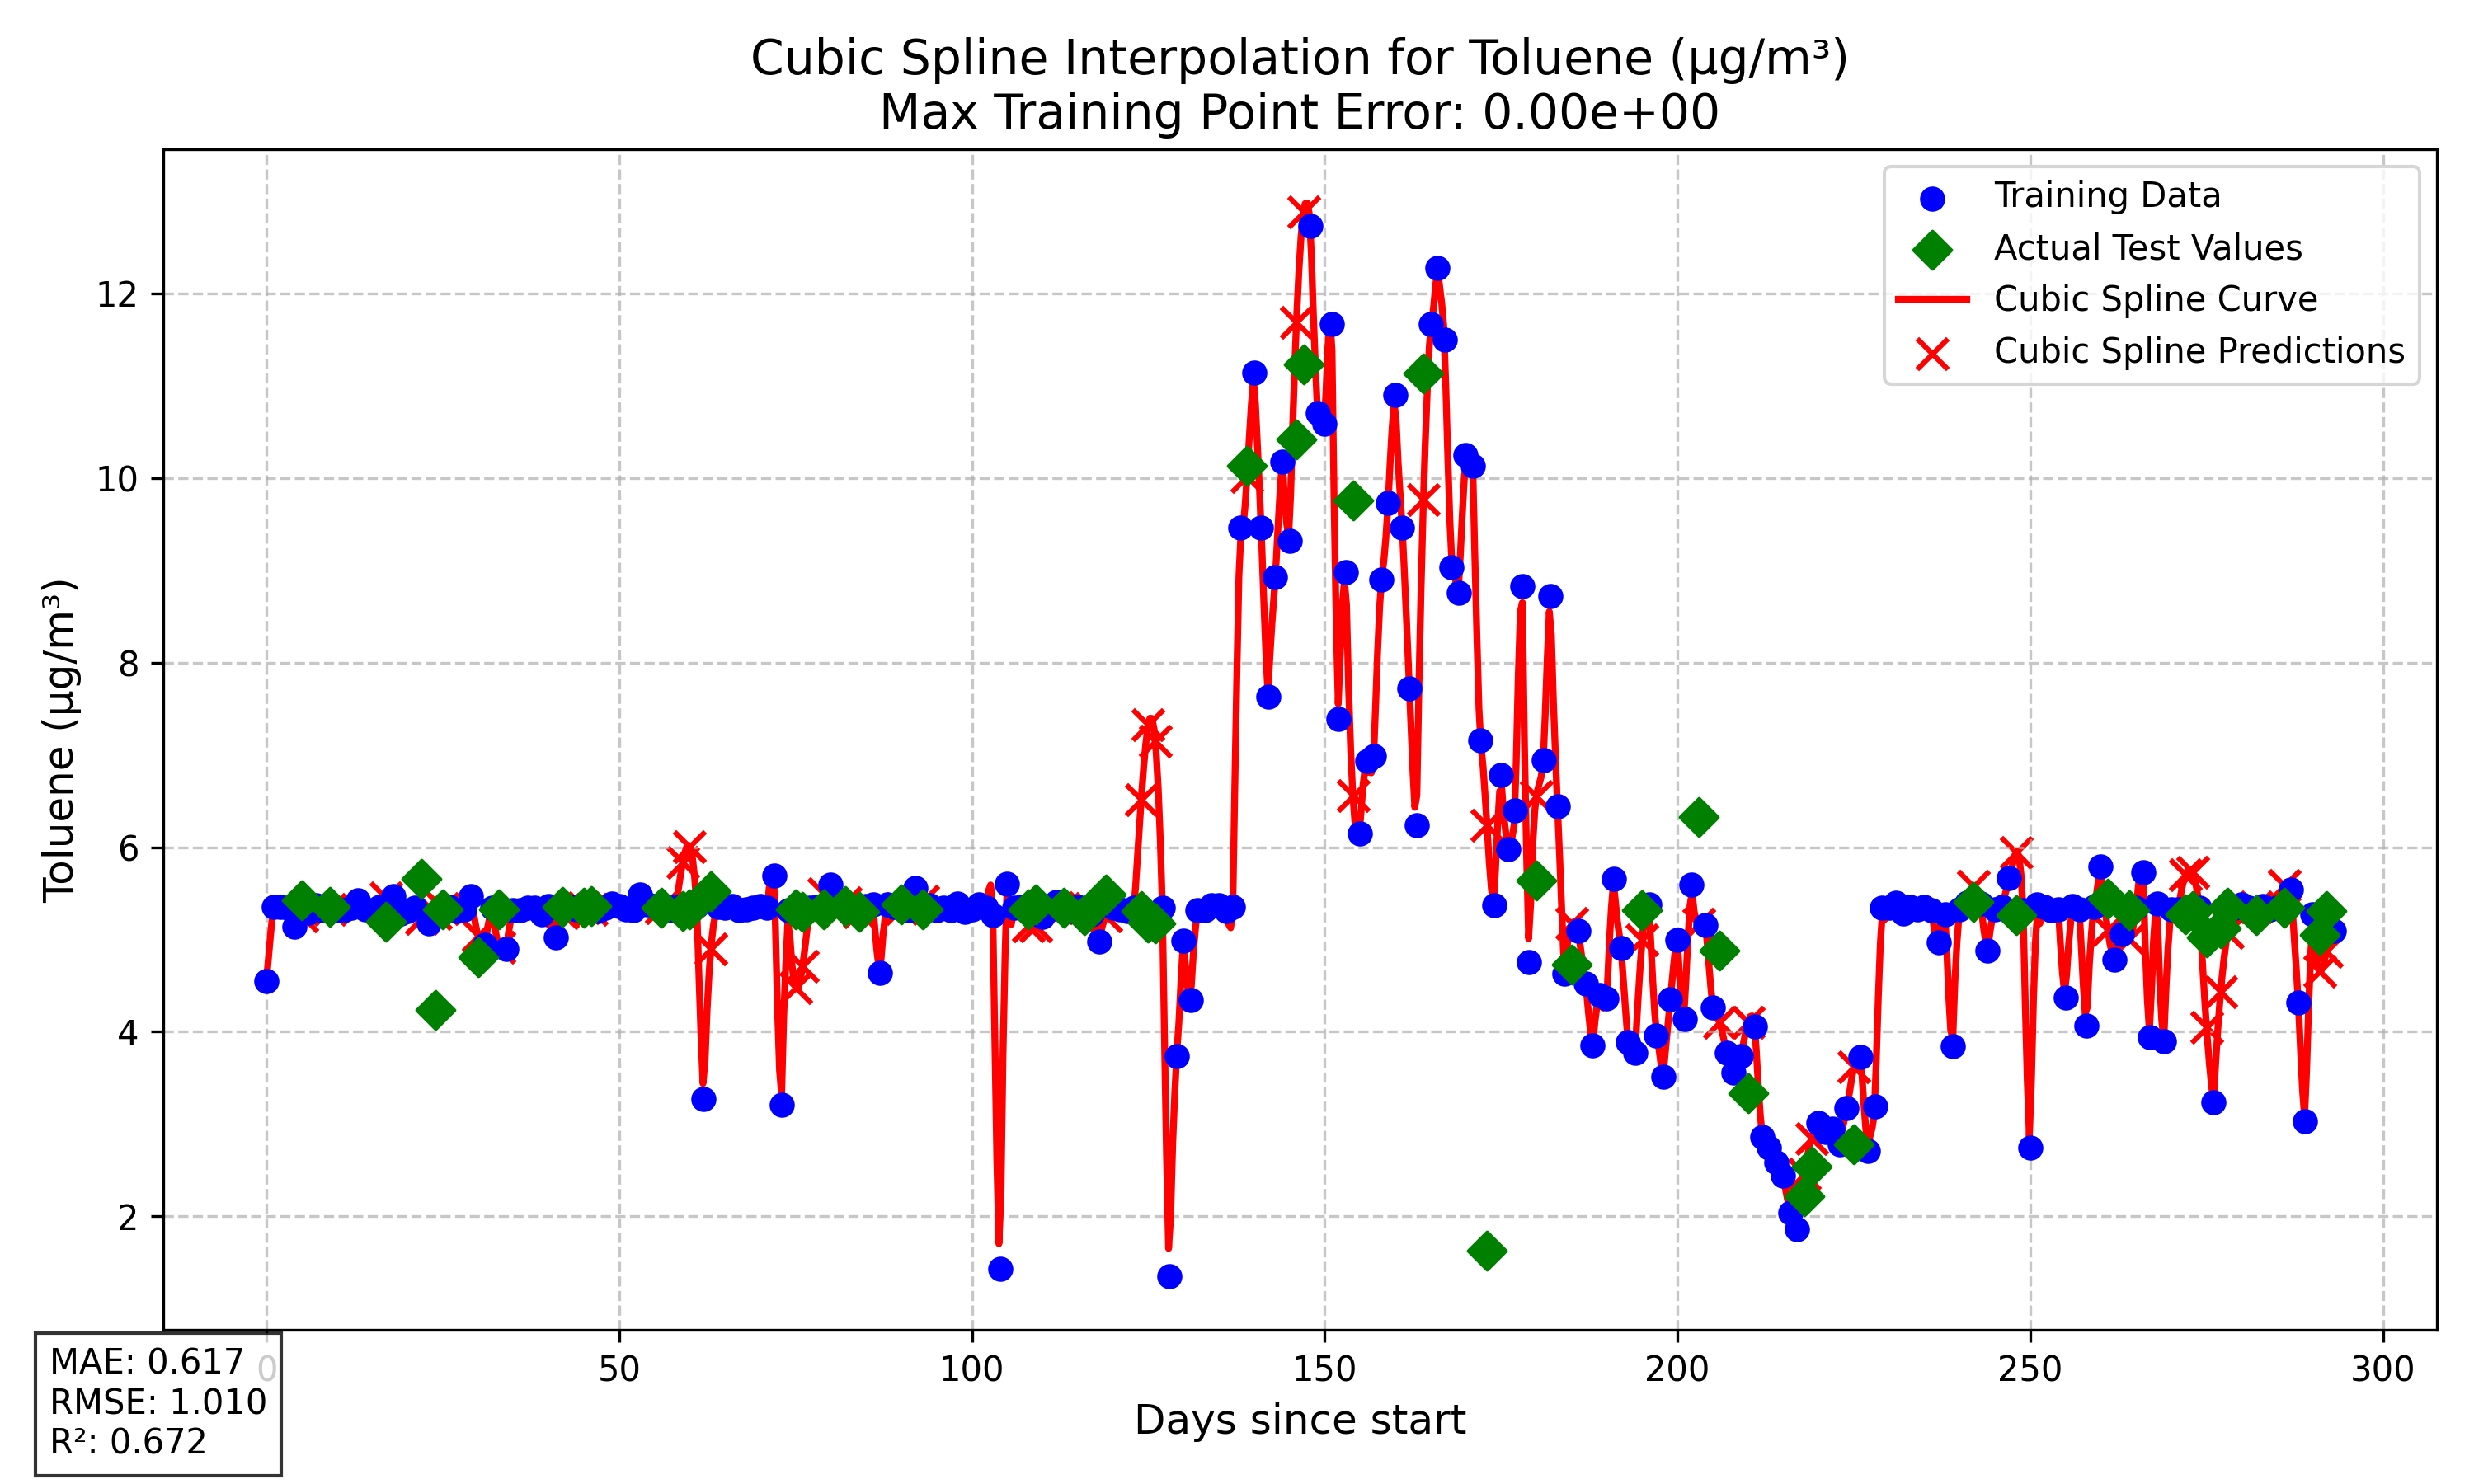 Cubic Spline Interpolation for Toluene (µg/m³)
Max Training Point Error: 0.00e+00
Training Data
Actual Test Values
Cubic Spline Curve
Cubic Spline Predictions
Toluene (µg/m³)
12
10
8
6
4
2
0
50
100
150
200
250
300
Days since start
MAE: 0.617
RMSE: 1.010
R²: 0.672